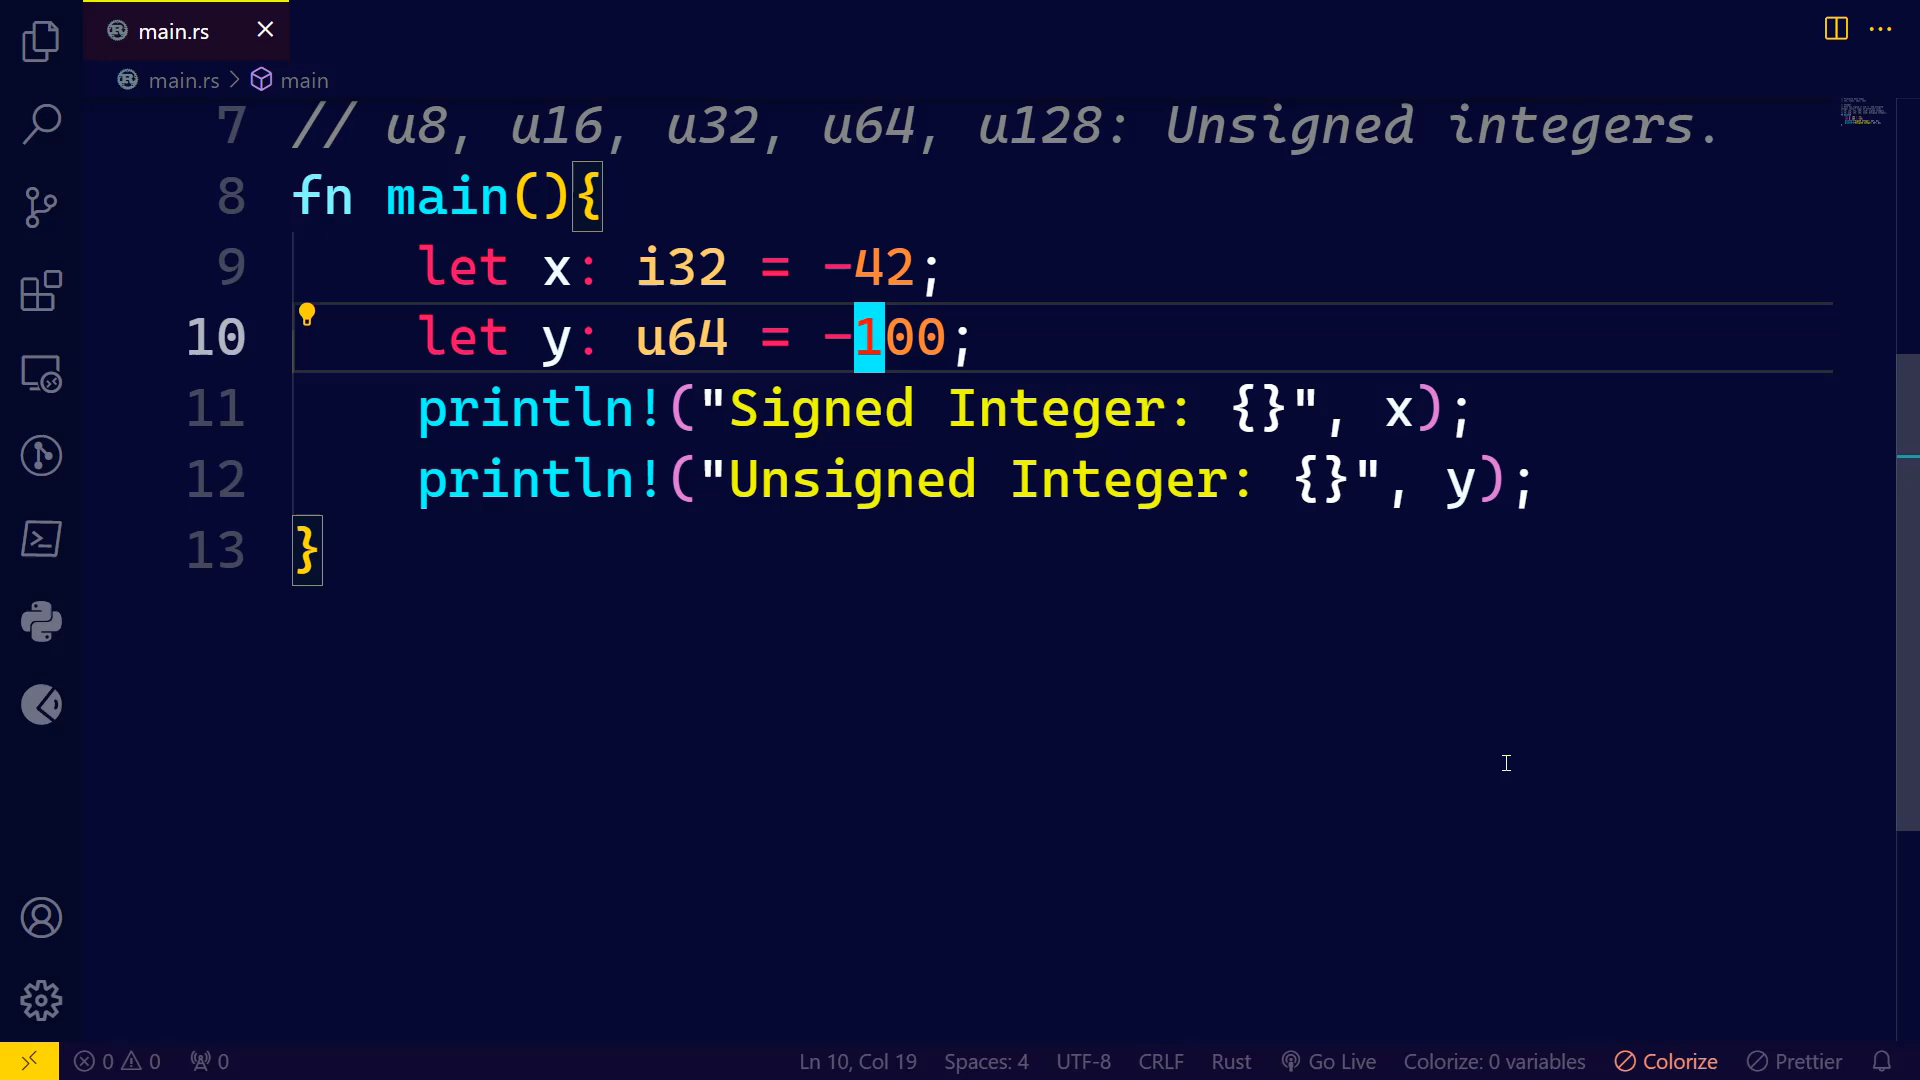 main.rs
main.rs > main
7 // u8, u16, u32, u64, u128: Unsigned integers.
8 fn main(){
9 let x: i32 = -42;
10 let y: u64 = -100;
11 println!("Signed Integer: {}", x);
12 println!("Unsigned Integer: {}", y);
13 }
0 0 0 Ln 10, Col 19 Spaces: 4 UTF-8 CRLF Rust Go Live Colorize: 0 variables Colorize Prettier